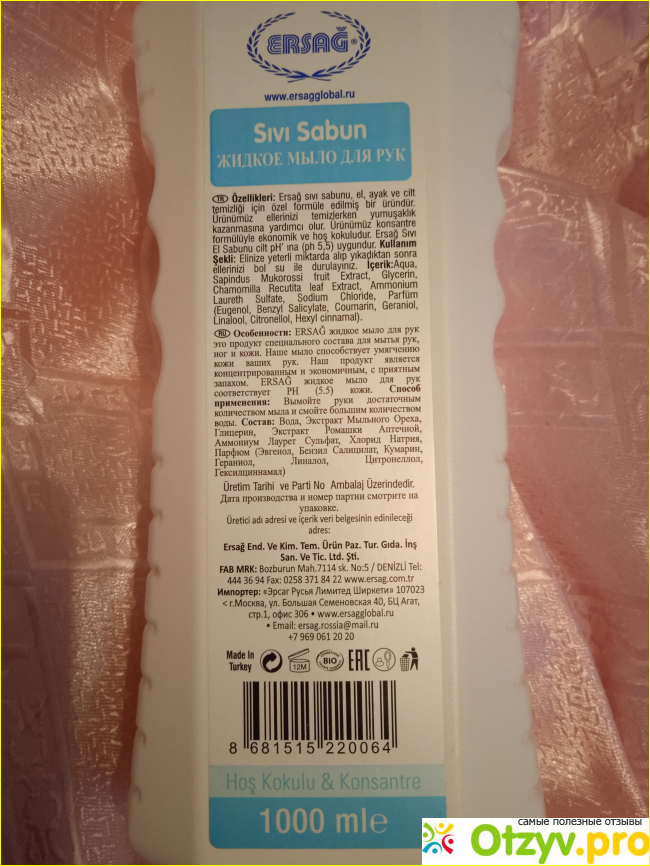 ERSAĞ®
www.ersagglobal.ru
Sıvı Sabun
ЖИДКОЕ МЫЛО ДЛЯ РУК
TR Özellikleri: Ersağ sıvı sabunu, el, ayak ve cilt
temizliği için özel formüle edilmiş bir üründür.
Ürünümüz ellerinizi temizlerken yumuşaklık
kazanmasına yardımcı olur. Ürünümüz konsantre
formülüyle ekonomik ve hoş kokuludur. Ersağ Sıvı
El Sabunu cilt pH' ına (ph 5,5) uygundur. Kullanım
Şekli: Elinize yeterli miktarda alıp yıkadıktan sonra
ellerinizi bol su ile durulayınız. İçerik:Aqua,
Sapindus Mukorossi fruit Extract, Glycerin,
Chamomilla Recutita leaf Extract, Ammonium
Laureth Sulfate, Sodium Chloride, Parfüm
(Eugenol, Benzyl Salicylate, Coumarin, Geraniol,
Linalool, Citronellol, Hexyl cinnamal).
RU Особенности: ERSAĞ жидкое мыло для рук
это продукт специального состава для мытья рук,
ног и кожи. Наше мыло способствует умягчению
кожи ваших рук. Наш продукт является
концентрированным и экономичным, с приятным
запахом. ERSAĞ жидкое мыло для рук
соответствует PH (5.5) кожи. Способ
применения: Вымойте руки достаточным
количеством мыла и смойте большим количеством
воды. Состав: Вода, Экстракт Мыльного Ореха,
Глицерин, Экстракт Ромашки Аптечной,
Аммониум Лаурет Сульфат, Хлорид Натрия,
Парфюм (Эвгенол, Бензил Салицилат, Кумарин,
Гераниол, Линалол, Цитронеллол,
Гексилциннамал)
Üretim Tarihi ve Parti No Ambalaj Üzerindedir.
Дата производства и номер партии смотрите на
упаковке.
Üretici adı adresi ve içerik veri belgesinin edinileceği
adres:
Ersağ End. Ve Kim. Tem. Ürün Paz. Tur. Gıda. İnş
San. Ve Tic. Ltd. Şti.
FAB MRK: Bozburun Mah.7114 sk. No:5 / DENİZLİ Tel:
444 36 94 Fax: 0258 371 84 22 www.ersag.com.tr
Импортер: «Эрсаг Русья Лимитед Ширкети» 107023
< г.Москва, ул. Большая Семеновская 40, БЦ Агат,
стр.1, офис 306 • www.ersagglobal.ru
• Email: ersag.rossia@mail.ru
+7 969 061 20 20
Made In
Turkey
12M
BIO
EAC
8 681515 220064
Hoş Kokulu & Konsantre
1000 ml℮
самые полезные отзывы
Otzyv.pro